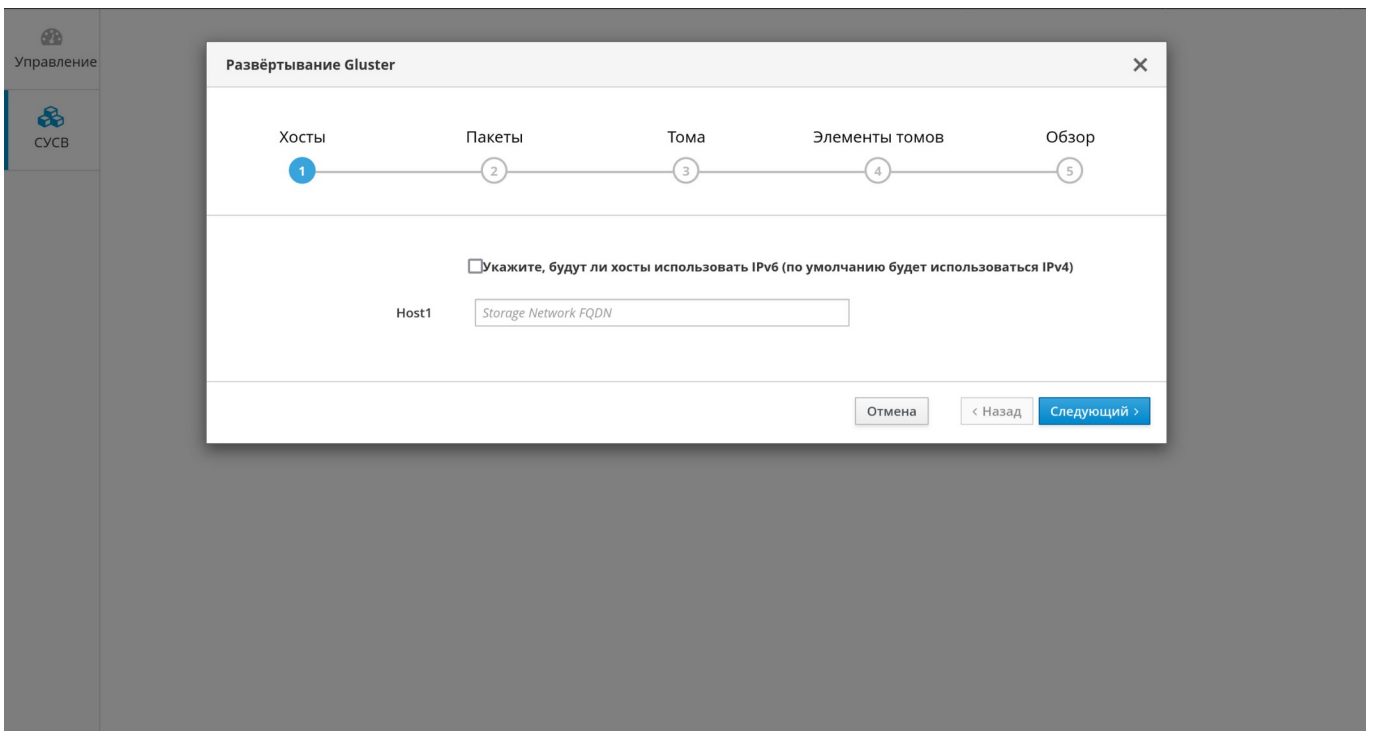 Управление
СУСВ
Развёртывание Gluster
Хосты Пакеты Тома Элементы томов Обзор
1 2 3 4 5
Укажите, будут ли хосты использовать IPv6 (по умолчанию будет использоваться IPv4)
Host1 Storage Network FQDN
Отмена < Назад Следующий >